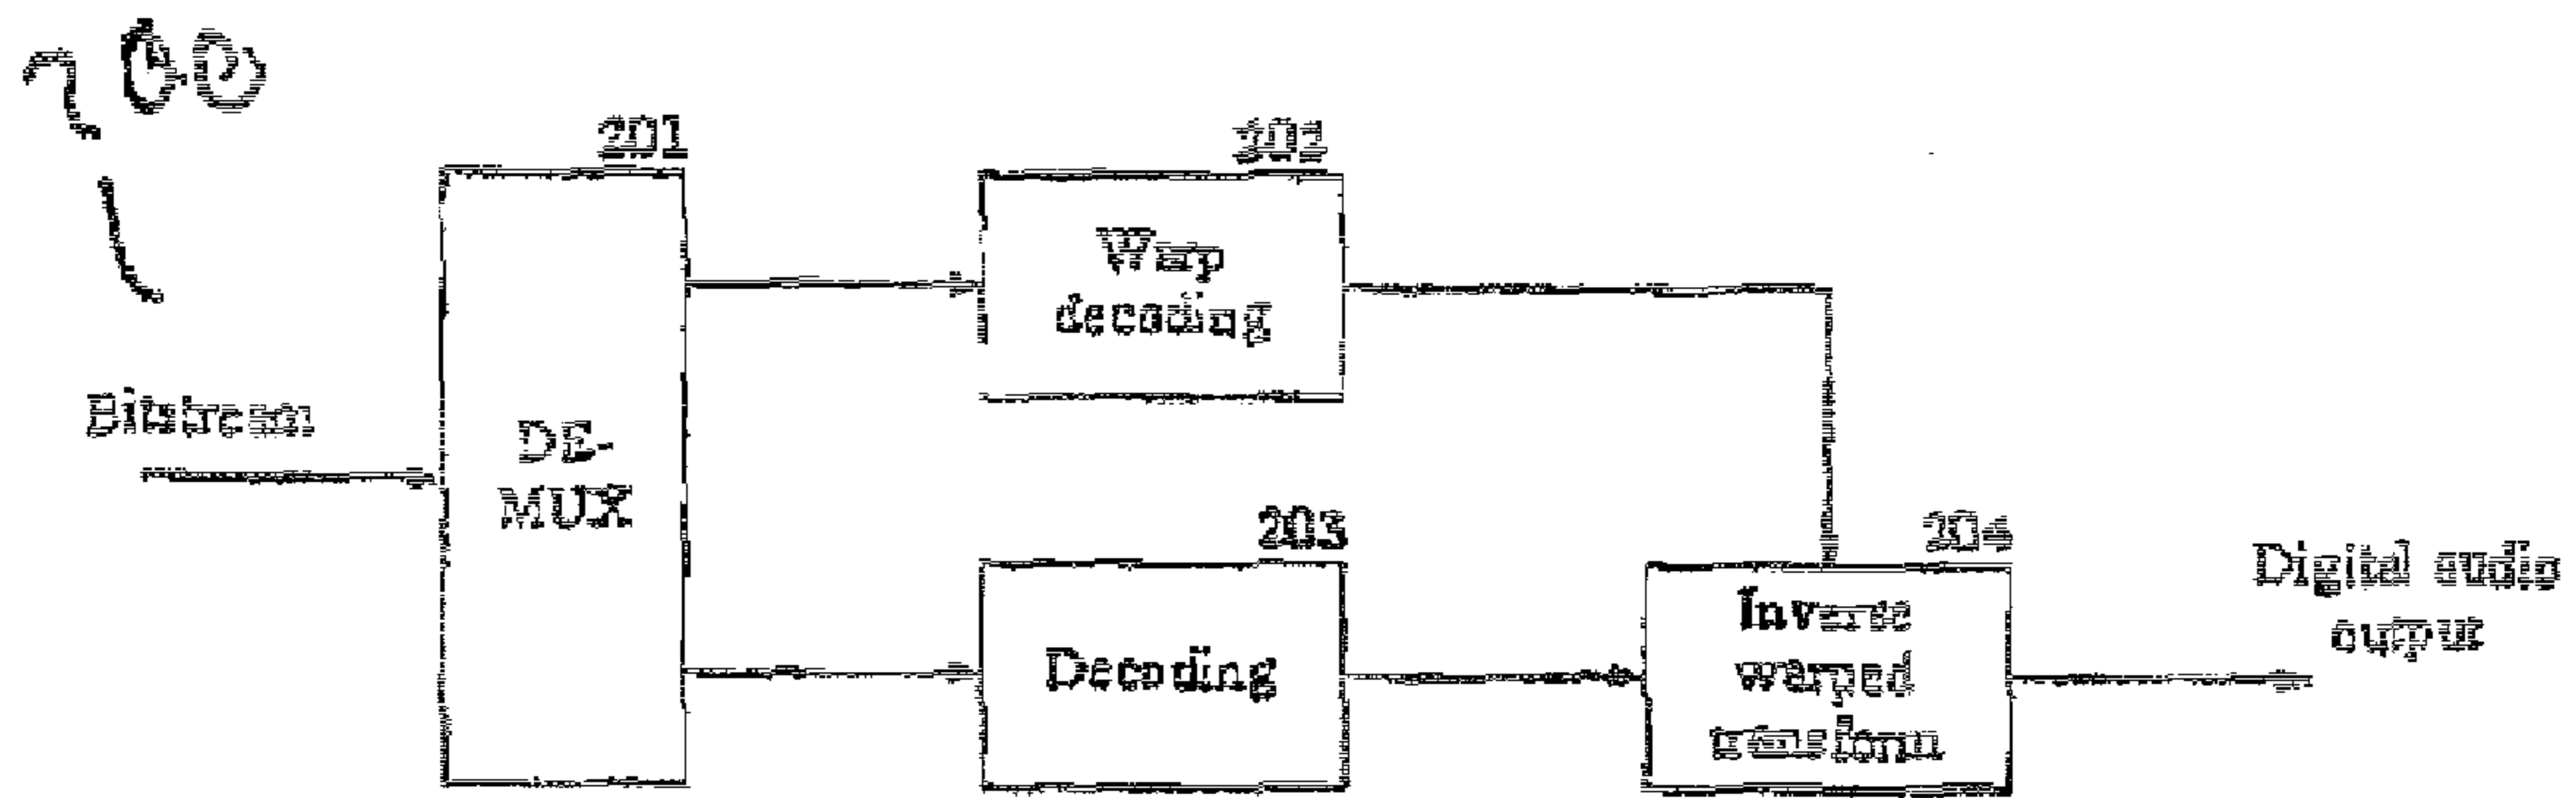 200
201
202
Warp
decoding
Bitstream
DE-
MUX
203
Decoding
204
Inverse
warped
transform
Digital audio
output